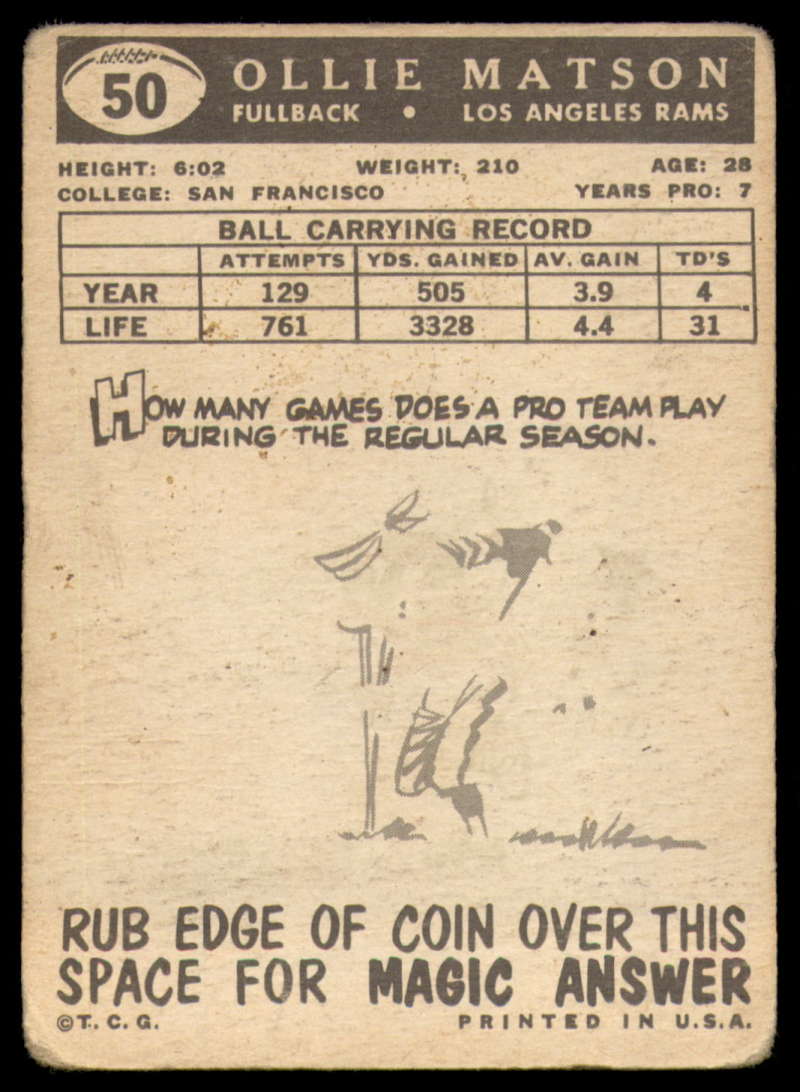 50
OLLIE MATSON
FULLBACK • LOS ANGELES RAMS
HEIGHT: 6:02 WEIGHT: 210 AGE: 28
COLLEGE: SAN FRANCISCO YEARS PRO: 7
BALL CARRYING RECORD
ATTEMPTS YDS. GAINED AV. GAIN TD'S
YEAR 129 505 3.9 4
LIFE 761 3328 4.4 31
HOW MANY GAMES DOES A PRO TEAM PLAY
DURING THE REGULAR SEASON.
RUB EDGE OF COIN OVER THIS
SPACE FOR MAGIC ANSWER
©T.C.G. PRINTED IN U.S.A.